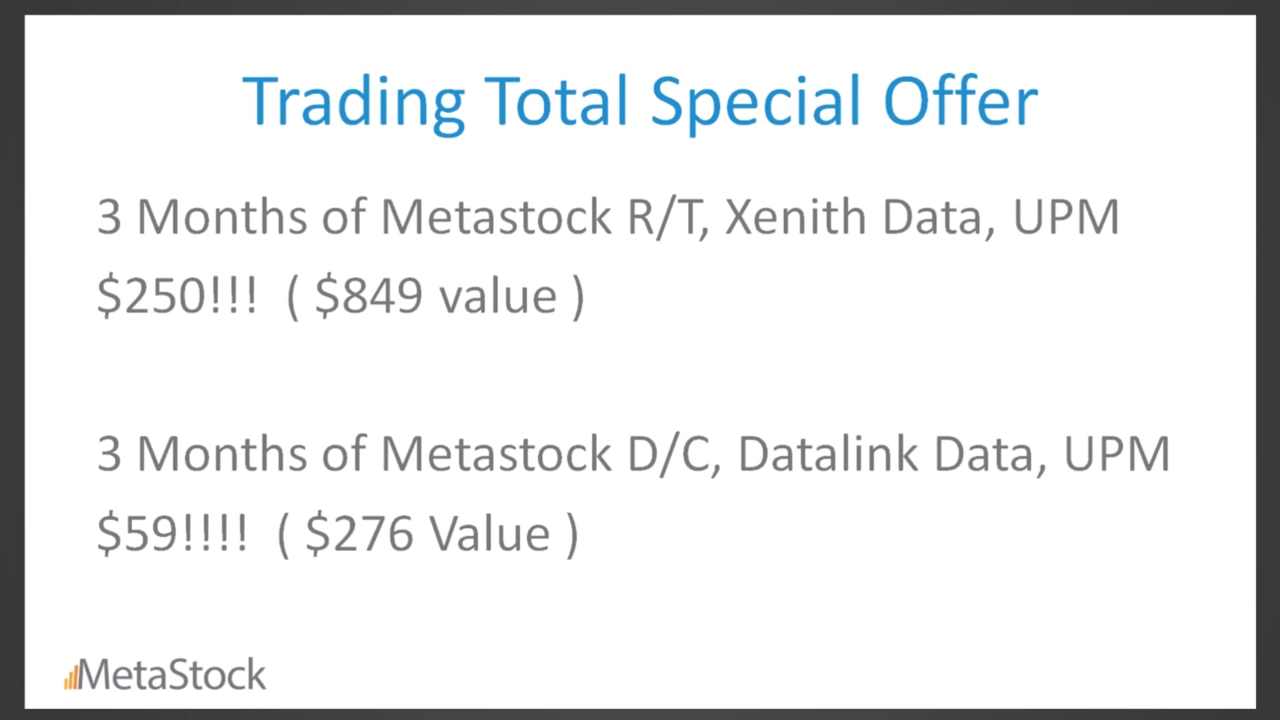 Trading Total Special Offer
3 Months of Metastock R/T, Xenith Data, UPM
$250!!! ( $849 value )
3 Months of Metastock D/C, Datalink Data, UPM
$59!!!! ( $276 Value )
MetaStock